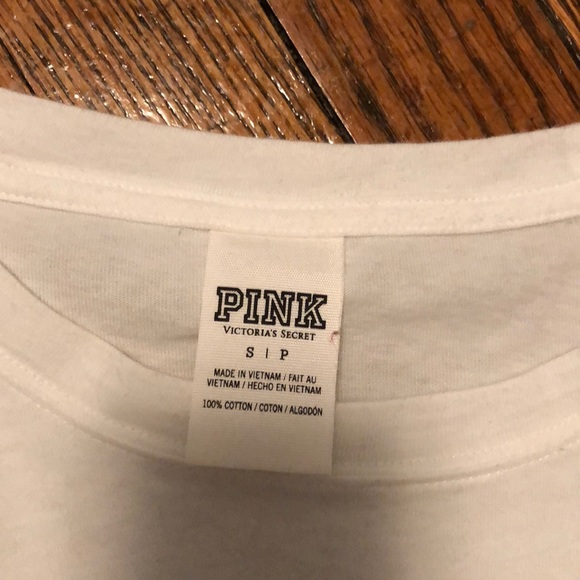 PINK
VICTORIA'S SECRET
S | P
MADE IN VIETNAM / FAIT AU
VIETNAM / HECHO EN VIETNAM
100% COTTON / COTON / ALGODÓN